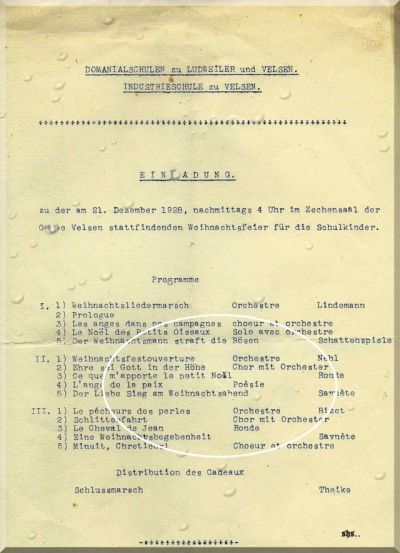 DOMANIALSCHULEN zu LUDWEILER und VELSEN.
INDUSTRIESCHULE zu VELSEN.
EINLADUNG.
zu der am 21. Dezember 1928, nachmittags 4 Uhr im Zechensaal der
Grube Velsen stattfindenden Weihnachtsfeier für die Schulkinder.
Programme
I. 1) Weihnachtsliedermarsch Orchestre Lindemann
2) Prologue
3) Les anges dans nos campagnes choeur et orchestre
4) Le Noël des Petits Oiseaux Solo avec orchestre
5) Der Weihnachtsmann straft die Bösen Schattenspiele
II. 1) Weihnachtsfestouverture Orchestre Nehl
2) Ehre sei Gott in der Höhe Chor mit Orchester
3) Ce que m'apporte le petit Noël Ronde
4) L'ange de la paix Poésie
5) Der Liebe Sieg am Weihnachtsabend Saynète
III. 1) Le pécheurs des perles Orchestre Bizet
2) Schlittenfahrt Chor mit Orchester
3) Le Cheval de Jean Ronde
4) Eine Weihnachtsbegebenheit Saynète
5) Minuit, Chretiens! Choeur et orchestre
Distribution des Cadeaux
Schlussmarsch Theike
shs..